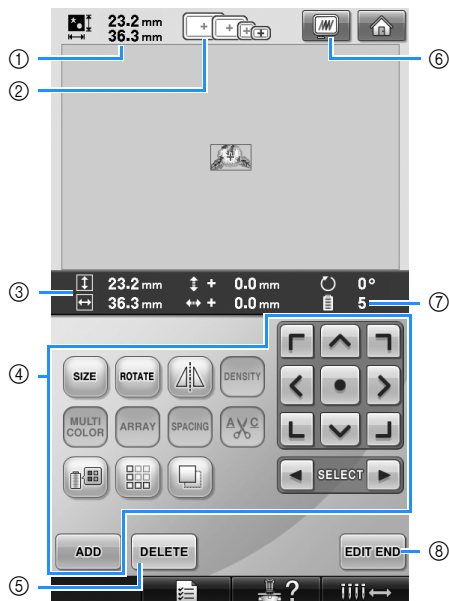 23.2 mm
36.3 mm
①
②
⑥
③
23.2 mm + 0.0 mm 0°
36.3 mm + 0.0 mm 5
⑦
④
SIZE ROTATE DENSITY
MULTI COLOR ARRAY SPACING A C
SELECT
ADD DELETE EDIT END
⑧
⑤
?